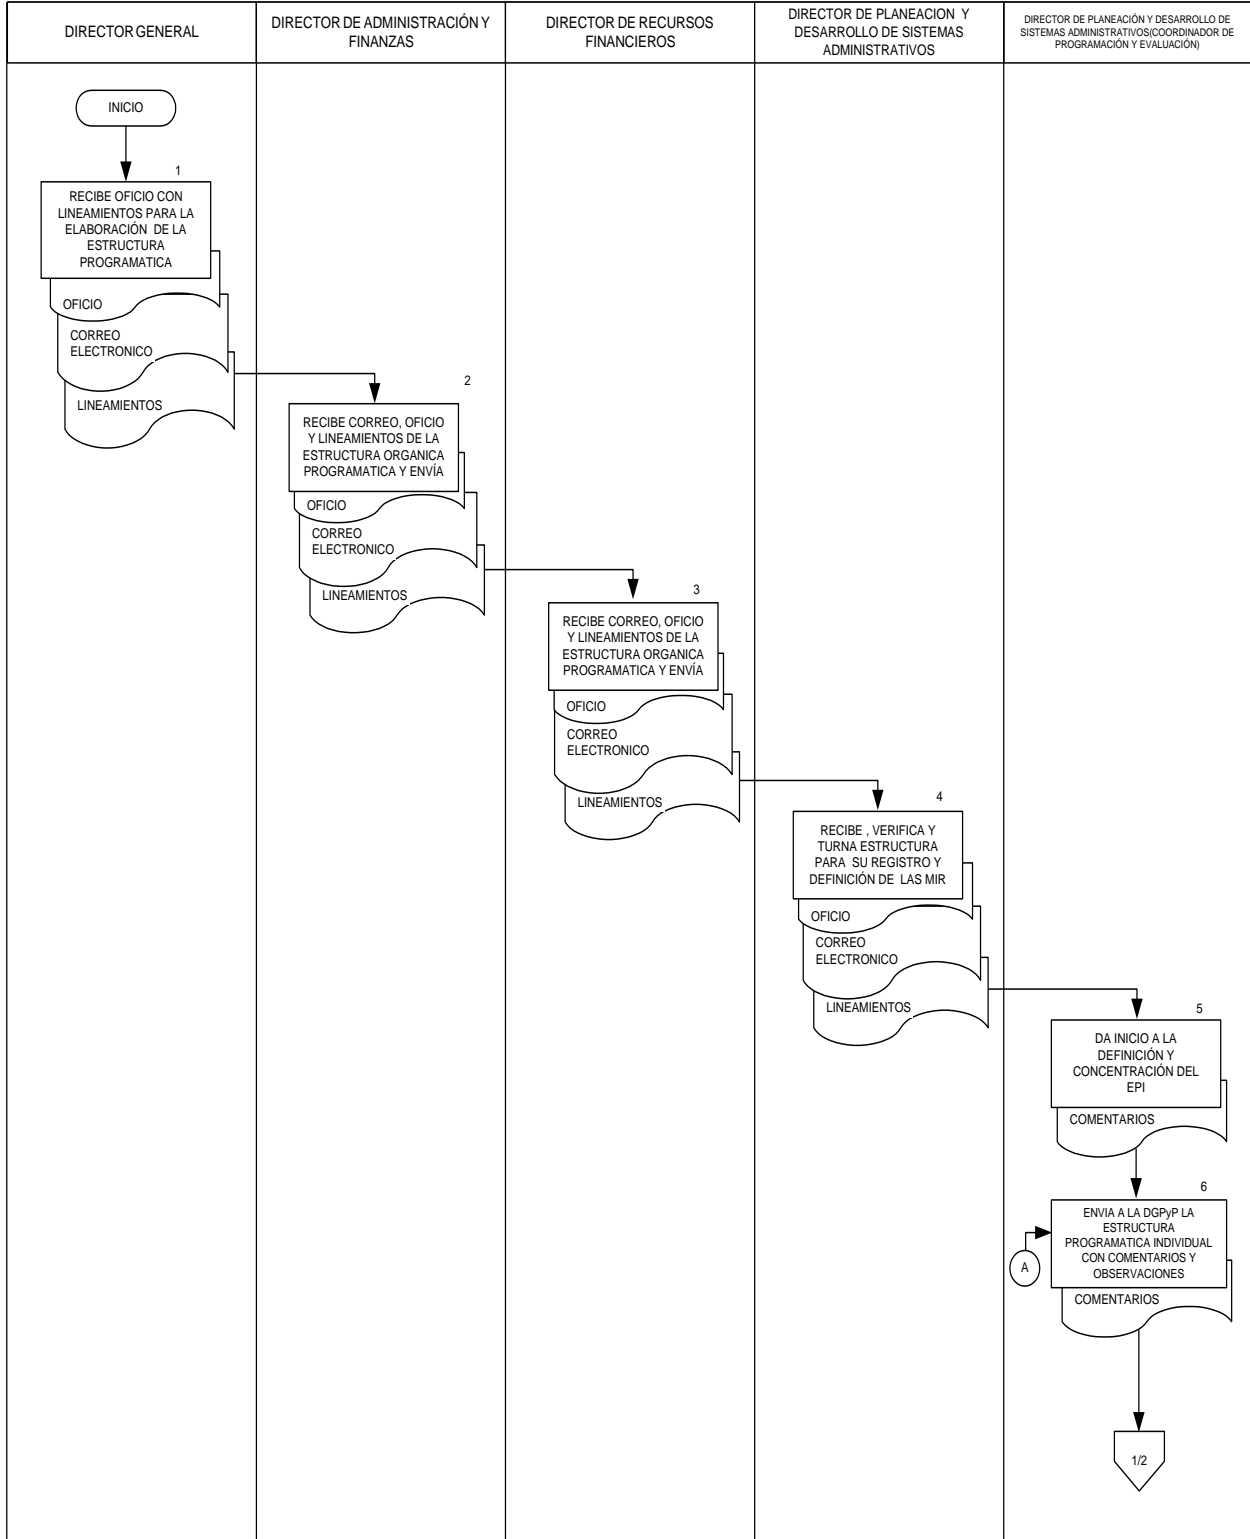 DIRECTOR GENERAL
DIRECTOR DE ADMINISTRACIÓN Y
FINANZAS
DIRECTOR DE RECURSOS
FINANCIEROS
DIRECTOR DE PLANEACION Y
DESARROLLO DE SISTEMAS
ADMINISTRATIVOS
DIRECTOR DE PLANEACIÓN Y DESARROLLO DE
SISTEMAS ADMINISTRATIVOS(COORDINADOR DE
PROGRAMACIÓN Y EVALUACIÓN)
INICIO
1
RECIBE OFICIO CON
LINEAMIENTOS PARA LA
ELABORACIÓN DE LA
ESTRUCTURA
PROGRAMATICA
OFICIO
CORREO
ELECTRONICO
LINEAMIENTOS
2
RECIBE CORREO, OFICIO
Y LINEAMIENTOS DE LA
ESTRUCTURA ORGANICA
PROGRAMATICA Y ENVÍA
OFICIO
CORREO
ELECTRONICO
LINEAMIENTOS
3
RECIBE CORREO, OFICIO
Y LINEAMIENTOS DE LA
ESTRUCTURA ORGANICA
PROGRAMATICA Y ENVÍA
OFICIO
CORREO
ELECTRONICO
LINEAMIENTOS
4
RECIBE , VERIFICA Y
TURNA ESTRUCTURA
PARA SU REGISTRO Y
DEFINICIÓN DE LAS MIR
OFICIO
CORREO
ELECTRONICO
LINEAMIENTOS
5
DA INICIO A LA
DEFINICIÓN Y
CONCENTRACIÓN DEL
EPI
COMENTARIOS
6
ENVIA A LA DGPyP LA
ESTRUCTURA
PROGRAMATICA INDIVIDUAL
CON COMENTARIOS Y
OBSERVACIONES
A
COMENTARIOS
1/2